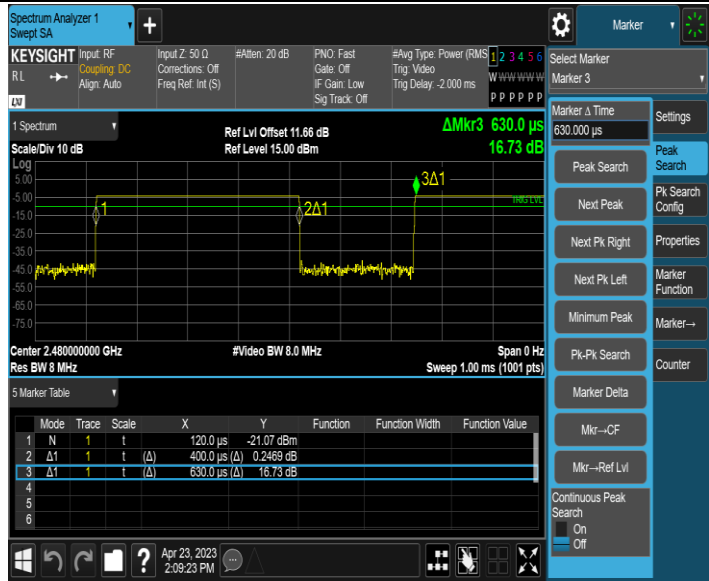 Spectrum Analyzer 1
Swept SA
+
Marker
KEYSIGHT Input: RF Input Z: 50 Ω #Atten: 20 dB PNO: Fast #Avg Type: Power (RMS 1 2 3 4 5 6
RL Coupling: DC Corrections: Off Gate: Off Trig: Video W W W W W W
Align: Auto Freq Ref: Int (S) IF Gain: Low Trig Delay: -2.000 ms
Sig Track: Off P P P P P P
LXI
Select Marker
Marker 3
1 Spectrum
Ref Lvl Offset 11.66 dB ΔMkr3 630.0 µs
Scale/Div 10 dB Ref Level 15.00 dBm 16.73 dB
Log
5.00
-5.00
-15.0
-25.0
-35.0
-45.0
-55.0
-65.0
-75.0
1
2Δ1
3Δ1
TRIG LVL
Center 2.480000000 GHz #Video BW 8.0 MHz Span 0 Hz
Res BW 8 MHz Sweep 1.00 ms (1001 pts)
5 Marker Table
Mode Trace Scale X Y Function Function Width Function Value
1 N 1 t 120.0 µs -21.07 dBm
2 Δ1 1 t (Δ) 400.0 µs (Δ) 0.2469 dB
3 Δ1 1 t (Δ) 630.0 µs (Δ) 16.73 dB
4
5
6
Marker Δ Time
630.000 µs
Peak Search
Next Peak
Next Pk Right
Next Pk Left
Minimum Peak
Pk-Pk Search
Marker Delta
Mkr→CF
Mkr→Ref Lvl
Continuous Peak
Search
On
Off
Settings
Peak
Search
Pk Search
Config
Properties
Marker
Function
Marker→
Counter
?
Apr 23, 2023
2:09:23 PM